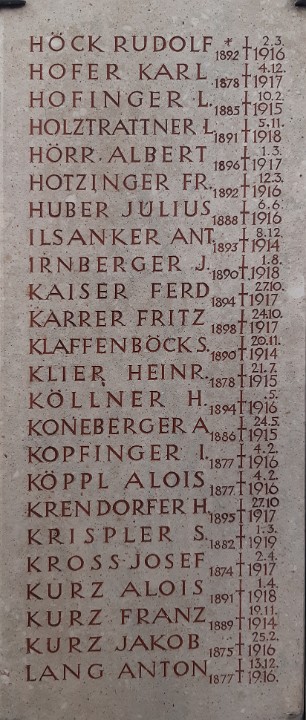 HÖCK RUDOLF * 1892 † 2.3. 1916
HOFER KARL 1878 † 4.12. 1917
HOFINGER L. 1885 † 10.2. 1915
HOLZTRATTNER L. 1891 † 5.11. 1918
HÖRR ALBERT 1896 † 1.3. 1917
HOTZINGER FR. 1892 † 12.3. 1916
HUBER JULIUS 1888 † 6.6. 1916
ILSANKER ANT. 1893 † 8.12. 1914
IRNBERGER J. 1890 † 1.8. 1918
KAISER FERD 1894 † 27.10. 1917
KARRER FRITZ 1898 † 24.10. 1917
KLAFFENBÖCK S. 1890 † 20.11. 1914
KLIER HEINR. 1878 † 21.7. 1915
KÖLLNER H. 1894 † .5. 1916
KONEBERGER A. 1886 † 24.5. 1915
KOPFINGER I. 1877 † 4.2. 1916
KÖPPL ALOIS 1877 † 4.2. 1916
KRENDORFER H. 1895 † 27.10 1917
KRISPLER S. 1882 † 1.3. 1919
KROSS JOSEF 1874 † 2.4. 1917
KURZ ALOIS 1891 † 1.4. 1918
KURZ FRANZ 1889 † 19.11. 1914
KURZ JAKOB 1875 † 25.2. 1916
LANG ANTON 1877 † 13.12. 1916.